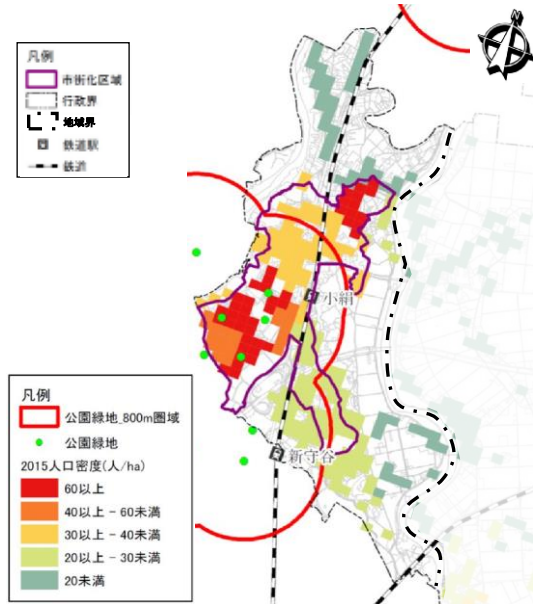 凡例
市街化区域
行政界
地域界
鉄道駅
鉄道
小絹
新守谷
凡例
公園緑地_800m圏域
公園緑地
2015人口密度(人/ha)
60以上
40以上 - 60未満
30以上 - 40未満
20以上 - 30未満
20未満